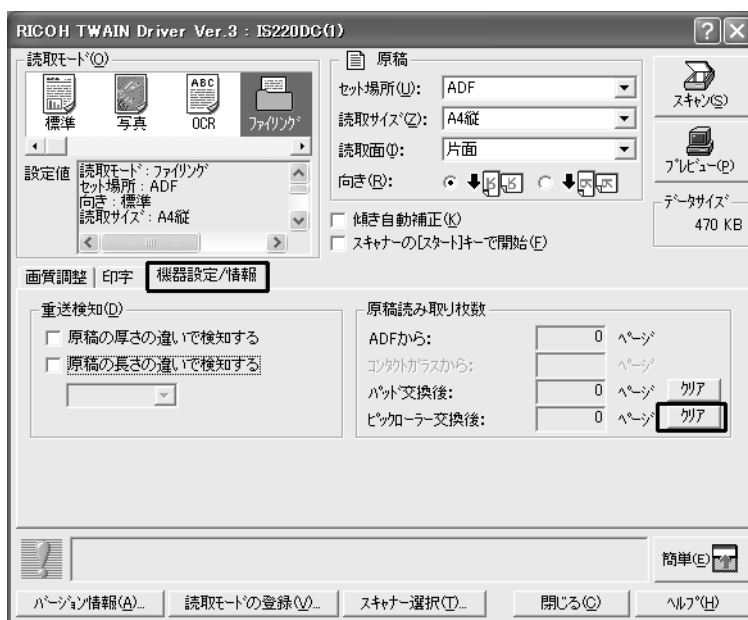 RICOH TWAIN Driver Ver.3 : IS220DC(1)
読取ﾓｰﾄﾞ(O)
標準
写真
ABC
OCR
ﾌｧｲﾘﾝｸﾞ
設定値
読取ﾓｰﾄﾞ : ﾌｧｲﾘﾝｸﾞ
ｾｯﾄ場所 : ADF
向き : 標準
読取ｻｲｽﾞ : A4縦
原稿
ｾｯﾄ場所(U): ADF
読取ｻｲｽﾞ(Z): A4縦
読取面(I): 片面
向き(R):
傾き自動補正(K)
ｽｷｬﾅｰの[ｽﾀｰﾄ]ｷｰで開始(F)
ｽｷｬﾝ(S)
ﾌﾟﾚﾋﾞｭｰ(P)
ﾃﾞｰﾀｻｲｽﾞ
470 KB
画質調整 印字 機器設定/情報
重送検知(D)
原稿の厚さの違いで検知する
原稿の長さの違いで検知する
原稿読み取り枚数
ADFから: 0 ﾍﾟｰｼﾞ
ｺﾝﾀｸﾄｶﾞﾗｽから: ﾍﾟｰｼﾞ
ﾊﾟｯﾄﾞ交換後: 0 ﾍﾟｰｼﾞ ｸﾘｱ
ﾋﾟｯｸﾛｰﾗｰ交換後: 0 ﾍﾟｰｼﾞ ｸﾘｱ
簡単(E)
ﾊﾞｰｼﾞｮﾝ情報(A)... 読取ﾓｰﾄﾞの登録(V)... ｽｷｬﾅｰ選択(T)... 閉じる(C) ﾍﾙﾌﾟ(H)